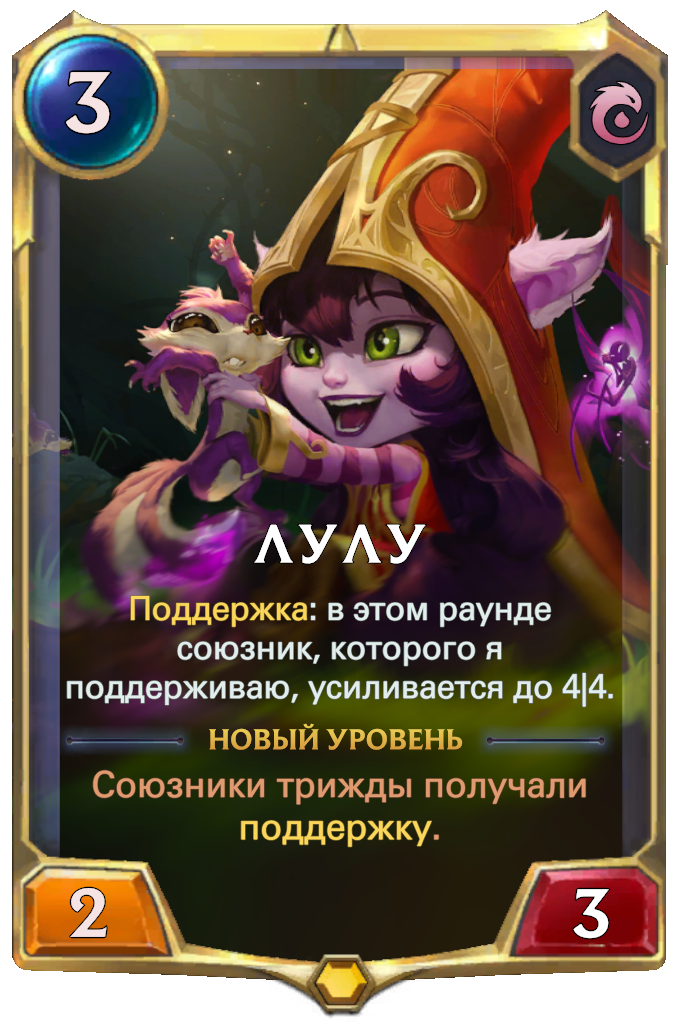 3
ЛУЛУ
Поддержка: в этом раунде
союзник, которого я
поддерживаю, усиливается до 4|4.
НОВЫЙ УРОВЕНЬ
Союзники трижды получали
поддержку.
2
3